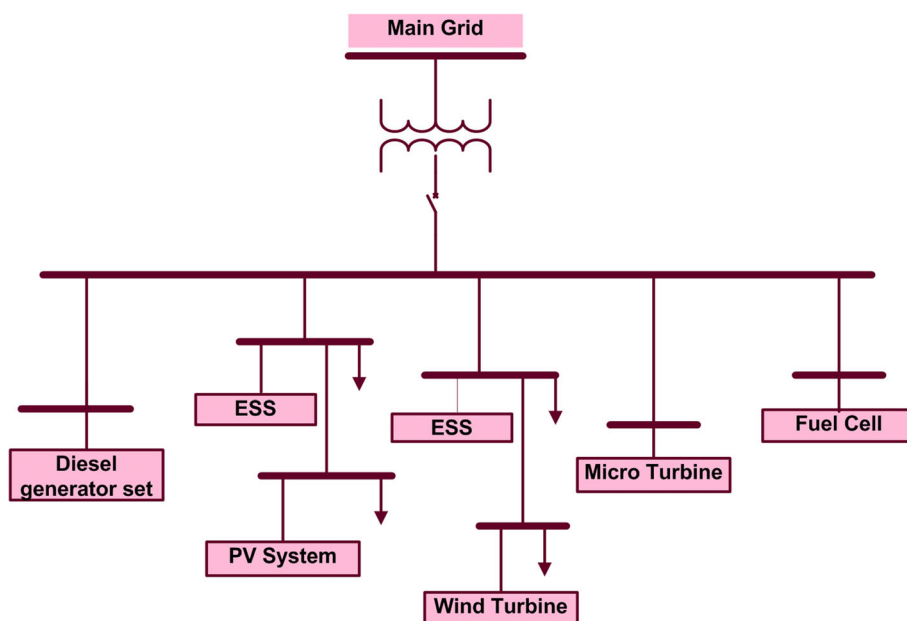 Main Grid
ESS
ESS
Fuel Cell
Diesel
generator set
Micro Turbine
PV System
Wind Turbine